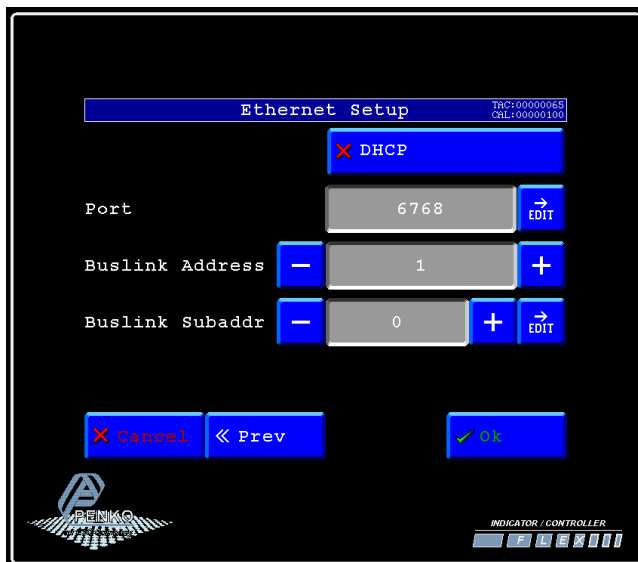 Ethernet Setup
TAC:00000065
CAL:00000100
DHCP
Port
6768
EDIT
Buslink Address
−
1
+
Buslink Subaddr
−
0
+
EDIT
Cancel
Prev
Ok
PENKO
INDICATOR / CONTROLLER
FLEX